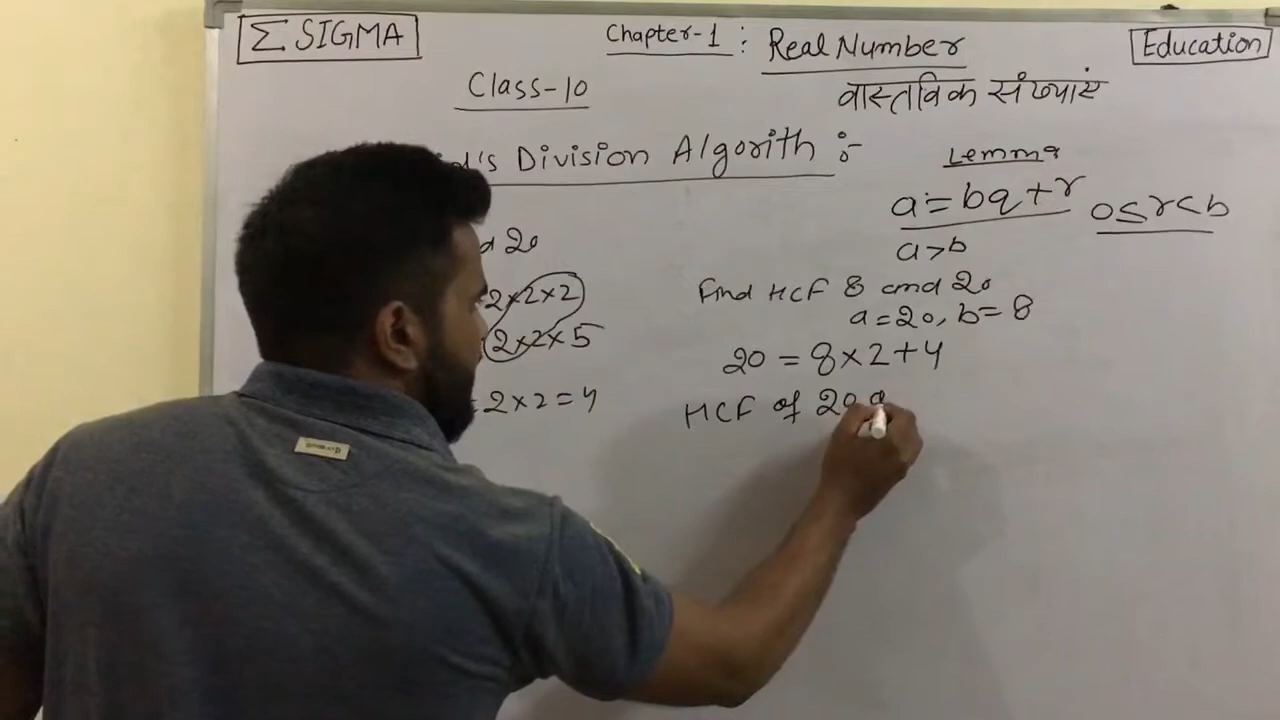 Σ SIGMA
Chapter-1 : Real Number
Education
Class-10
वास्तविक संख्याएं
Division Algorith :-
Lemma
a = bq + r
0 ≤ r < b
a > b
20
2×2×2
2×2×5
2×2 = 4
Find HCF 8 and 20
a = 20, b = 8
20 = 8×2+4
HCF of 20